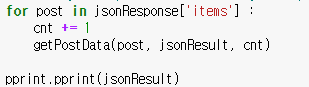 for post in jsonResponse['items'] :
    cnt += 1
    getPostData(post, jsonResult, cnt)

pprint.pprint(jsonResult)